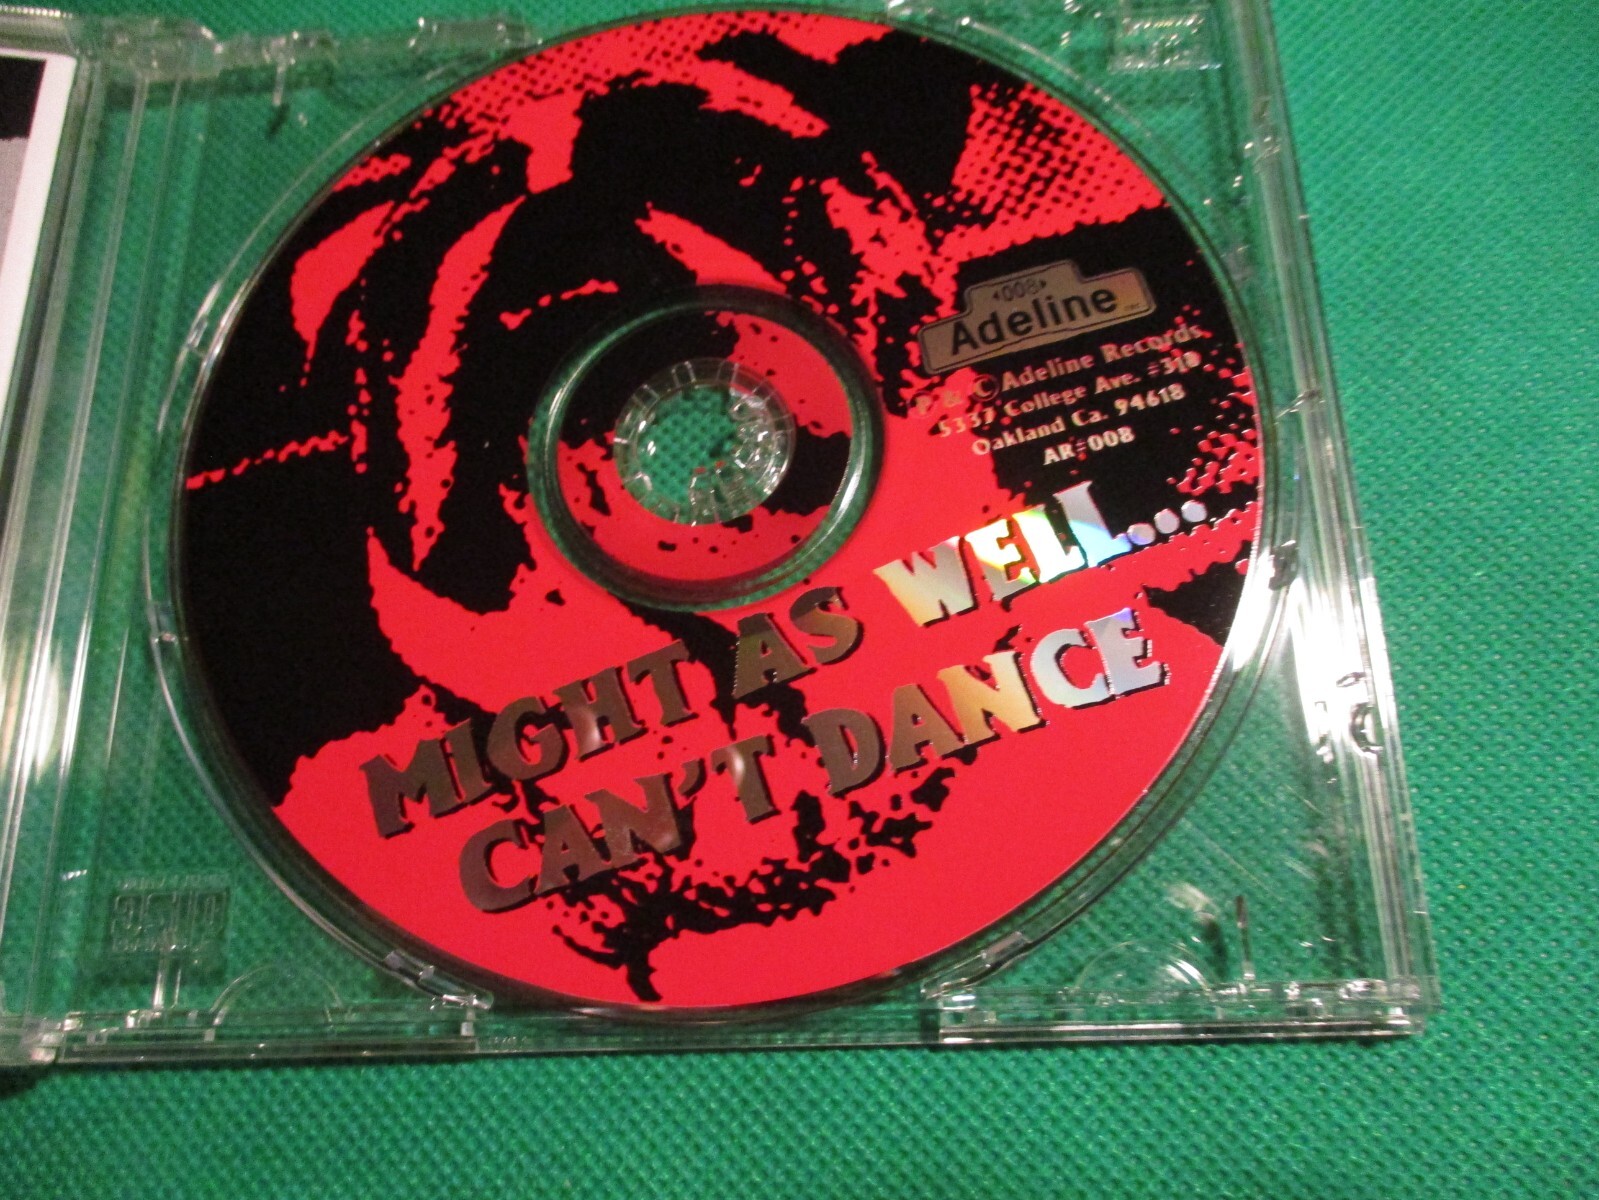 ◂008▸
Adeline
P & © Adeline Records
5337 College Ave. #318
Oakland Ca. 94618
AR-008
MIGHT AS WELL...
CAN'T DANCE